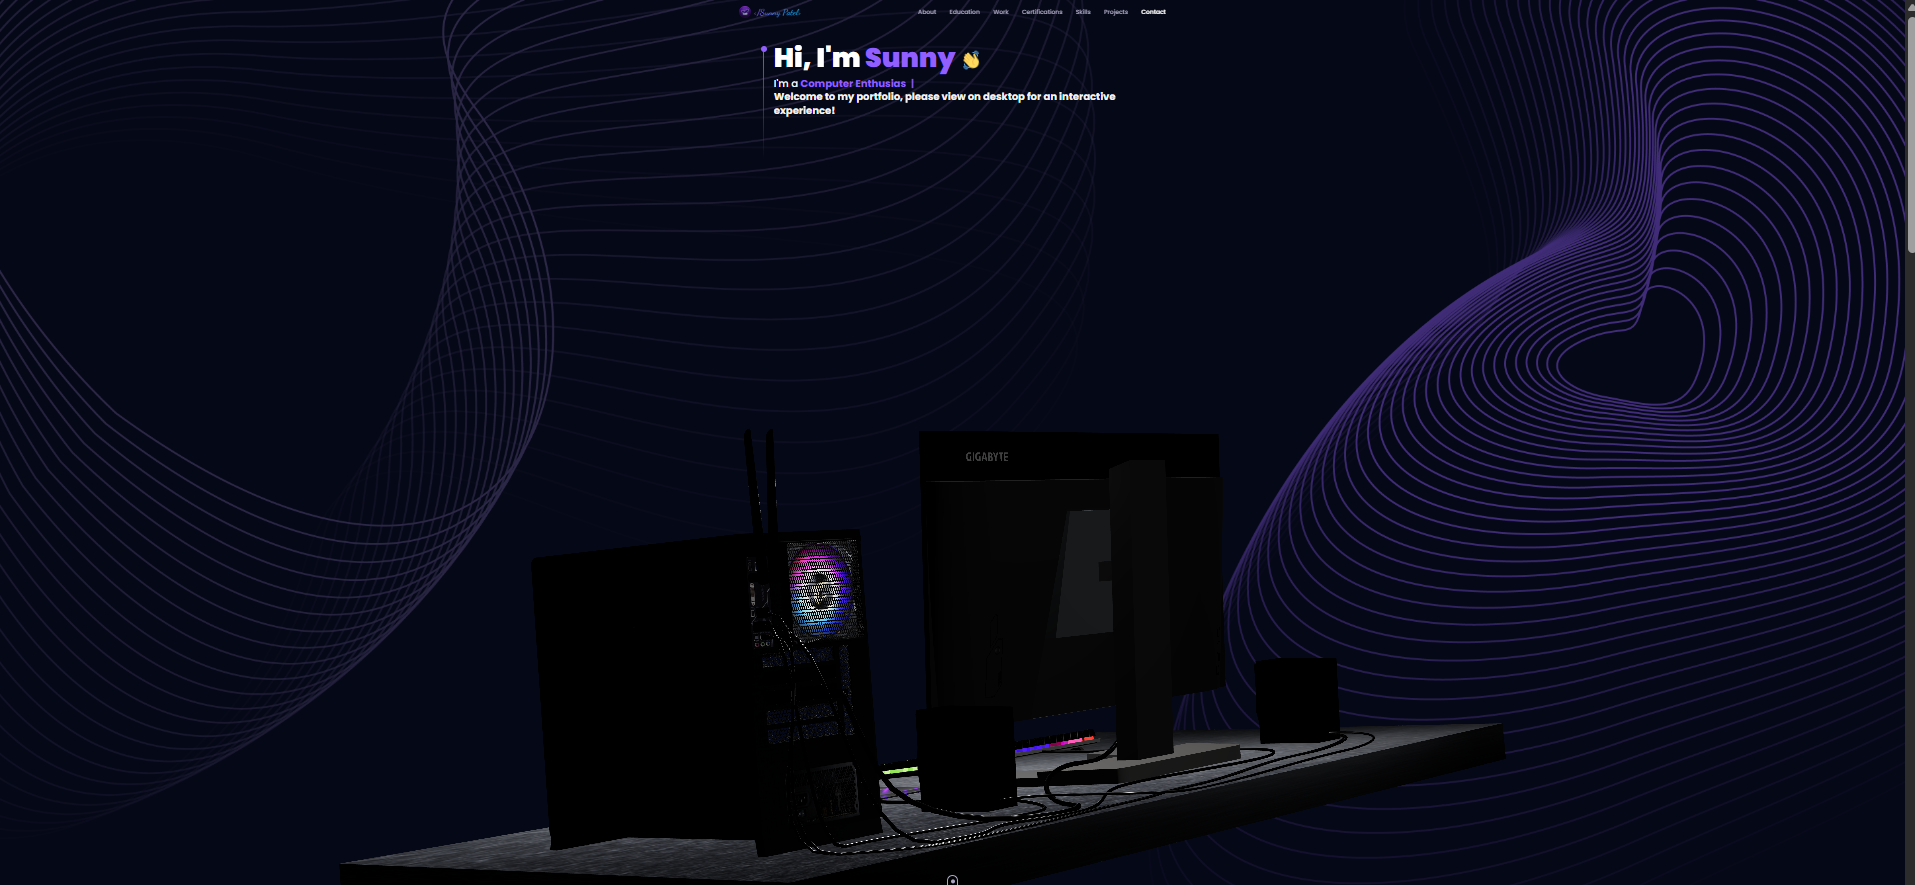 Sunny Patel
About Education Work Certifications Skills Projects Contact
Hi, I'm Sunny 👋
I'm a Computer Enthusias |
Welcome to my portfolio, please view on desktop for an interactive
experience!
GIGABYTE